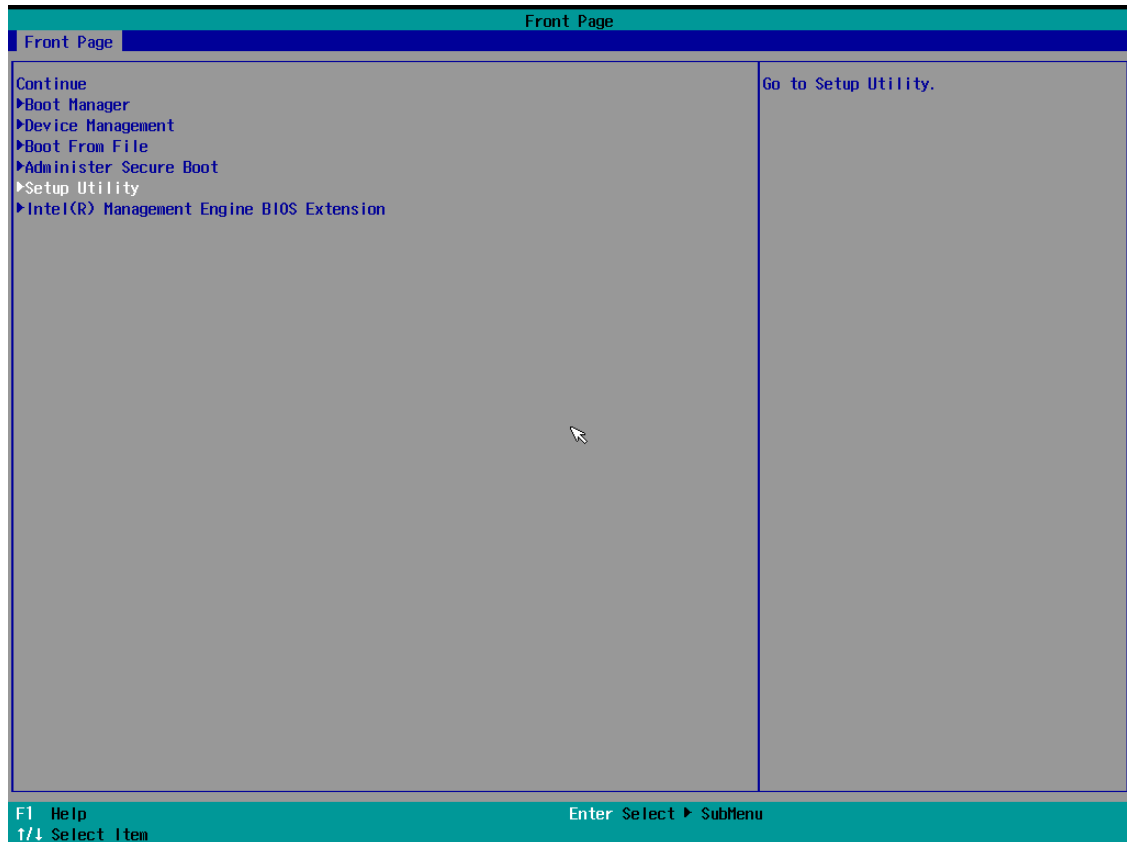 Front Page
Front Page
Continue
▶Boot Manager
▶Device Management
▶Boot From File
▶Administer Secure Boot
▶Setup Utility
▶Intel(R) Management Engine BIOS Extension
Go to Setup Utility.
F1 Help
↑/↓ Select Item
Enter Select ▶ SubMenu